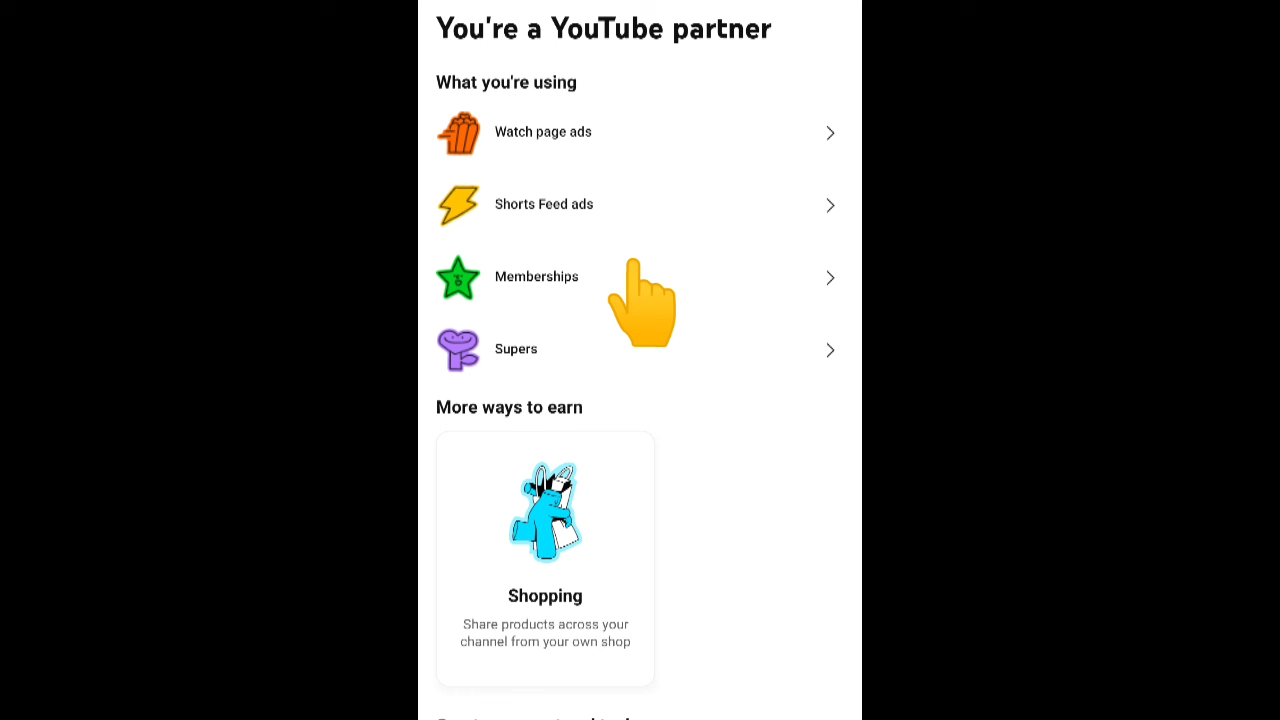 You're a YouTube partner
What you're using
Watch page ads
Shorts Feed ads
Memberships
Supers
More ways to earn
Shopping
Share products across your
channel from your own shop